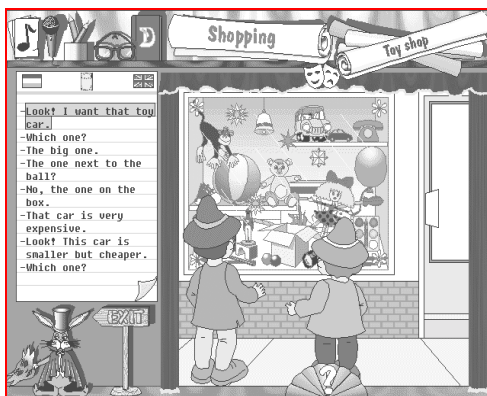 Shopping
Toy shop
-Look! I want that toy
car.
-Which one?
-The big one.
-The one next to the
ball?
-No, the one on the
box.
-That car is very
expensive.
-Look! This car is
smaller but cheaper.
-Which one?
EXIT
?